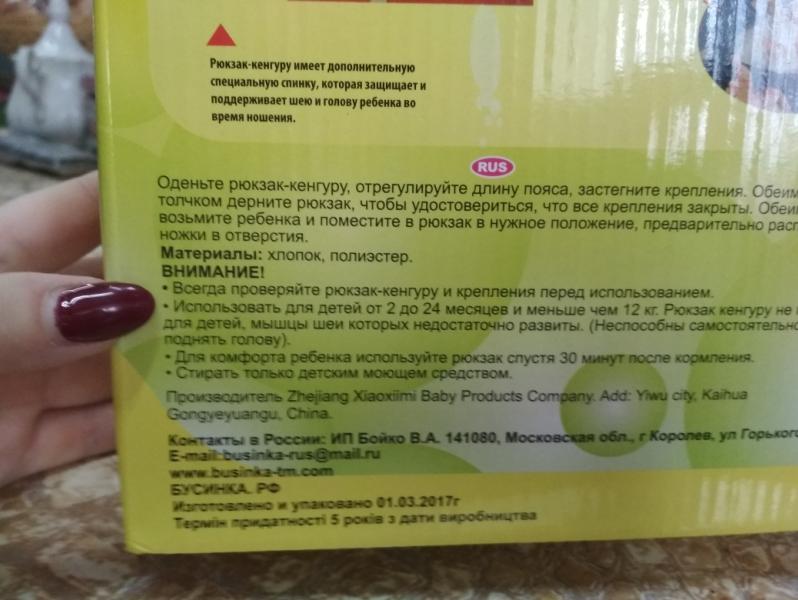 Рюкзак-кенгуру имеет дополнительную
специальную спинку, которая защищает и
поддерживает шею и голову ребенка во
время ношения.
RUS
Оденьте рюкзак-кенгуру, отрегулируйте длину пояса, застегните крепления.
толчком дерните рюкзак, чтобы удостовериться, что все крепления закрыты.
возьмите ребенка и поместите в рюкзак в нужное положение, предварительно
ножки в отверстия.
Материалы: хлопок, полиэстер.
ВНИМАНИЕ!
• Всегда проверяйте рюкзак-кенгуру и крепления перед использованием.
• Использовать для детей от 2 до 24 месяцев и меньше чем 12 кг. Рюкзак кенгуру не
для детей, мышцы шеи которых недостаточно развиты. (Неспособны самостоятельно
поднять голову).
• Для комфорта ребенка используйте рюкзак спустя 30 минут после кормления.
• Стирать только детским моющем средством.
Производитель Zhejiang Xiaoxiimi Baby Products Company. Add: Yiwu city, Kaihua
Gongyeyuangu, China.
Контакты в России: ИП Бойко В.А. 141080, Московская обл., г Королев, ул Горького
E-mail:businka-rus@mail.ru
www.businka-tm.com
БУСИНКА. РФ
Изготовлено и упаковано 01.03.2017г
Термін придатності 5 років з дати виробництва